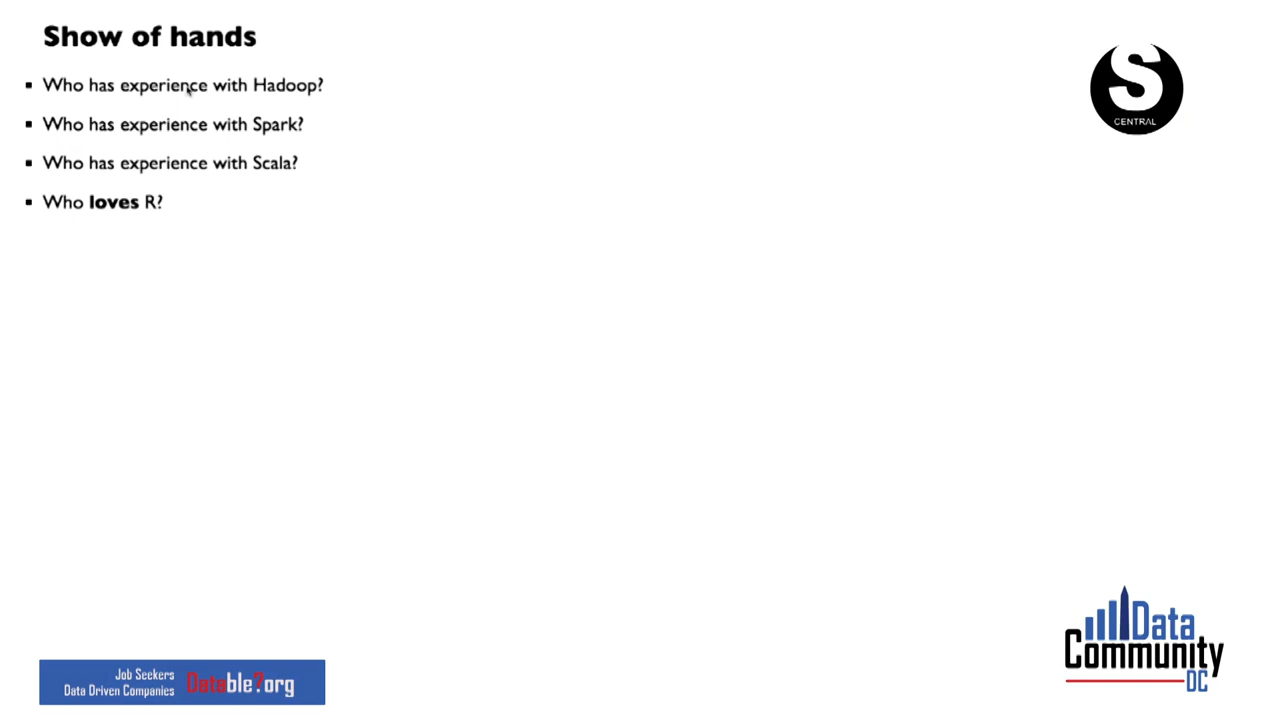 Show of hands
Who has experience with Hadoop?
Who has experience with Spark?
Who has experience with Scala?
Who loves R?
S
CENTRAL
Data
Community
DC
Job Seekers
Data Driven Companies
Datable?org